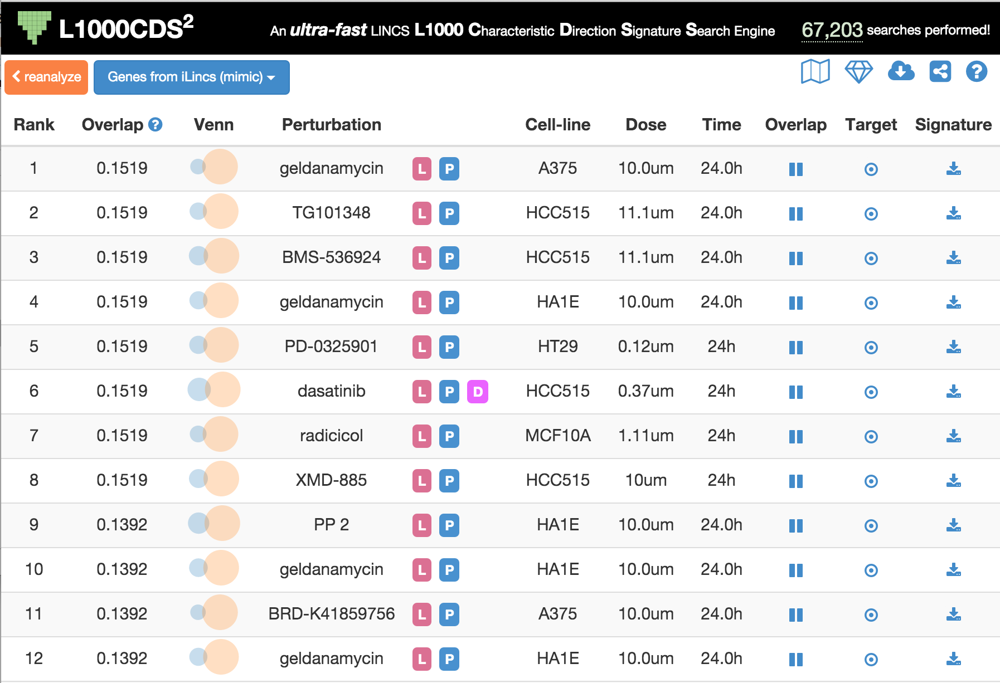 L1000CDS²
An ultra-fast LINCS L1000 Characteristic Direction Signature Search Engine
67,203 searches performed!
reanalyze
Genes from iLincs (mimic)
Rank Overlap ? Venn Perturbation Cell-line Dose Time Overlap Target Signature
1 0.1519 geldanamycin L P A375 10.0um 24.0h
2 0.1519 TG101348 L P HCC515 11.1um 24.0h
3 0.1519 BMS-536924 L P HCC515 11.1um 24.0h
4 0.1519 geldanamycin L P HA1E 10.0um 24.0h
5 0.1519 PD-0325901 L P HT29 0.12um 24h
6 0.1519 dasatinib L P D HCC515 0.37um 24h
7 0.1519 radicicol L P MCF10A 1.11um 24h
8 0.1519 XMD-885 L P HCC515 10um 24h
9 0.1392 PP 2 L P HA1E 10.0um 24.0h
10 0.1392 geldanamycin L P HA1E 10.0um 24.0h
11 0.1392 BRD-K41859756 L P A375 10.0um 24.0h
12 0.1392 geldanamycin L P HA1E 10.0um 24.0h